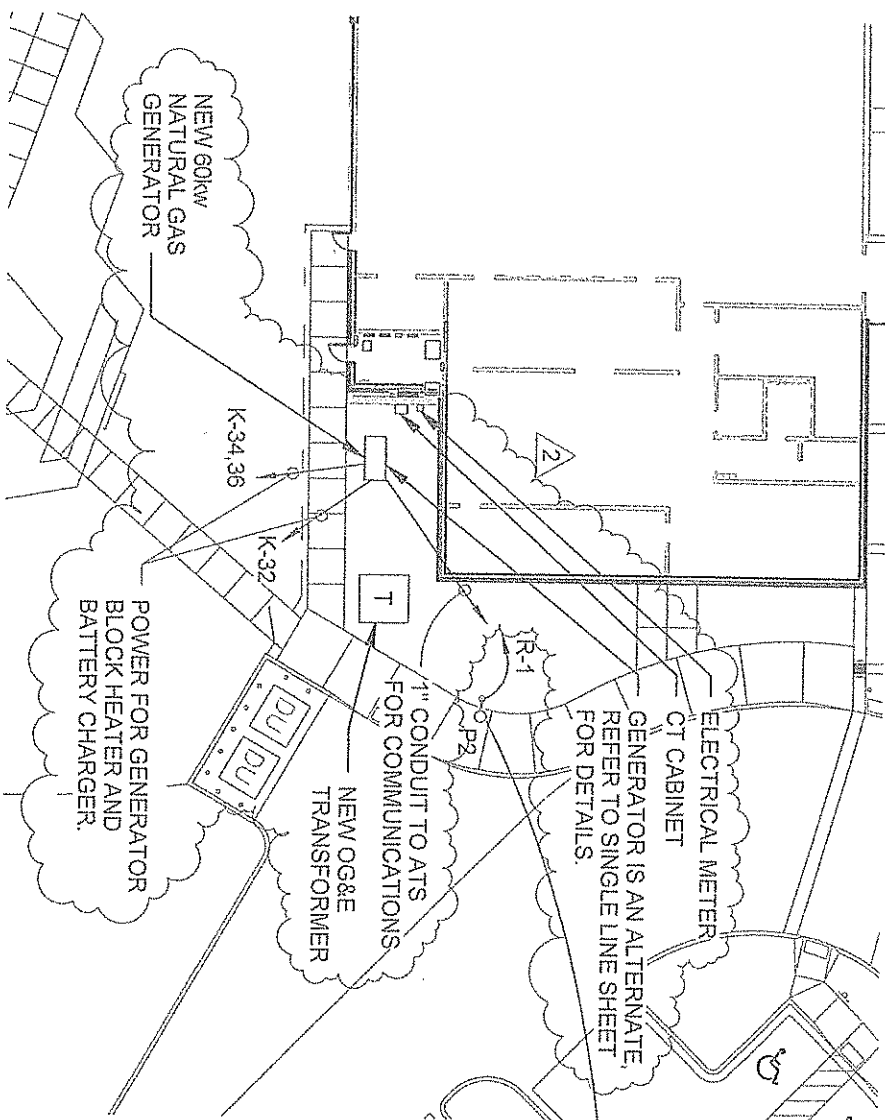 ELECTRICAL METER
CT CABINET
GENERATOR IS AN ALTERNATE,
REFER TO SINGLE LINE SHEET
FOR DETAILS.
2
R-1
P2
1" CONDUIT TO ATS
FOR COMMUNICATIONS
NEW OG&E
TRANSFORMER
T
DU
DU
NEW 60kw
NATURAL GAS
GENERATOR
K-34,36
K-32
POWER FOR GENERATOR
BLOCK HEATER AND
BATTERY CHARGER.